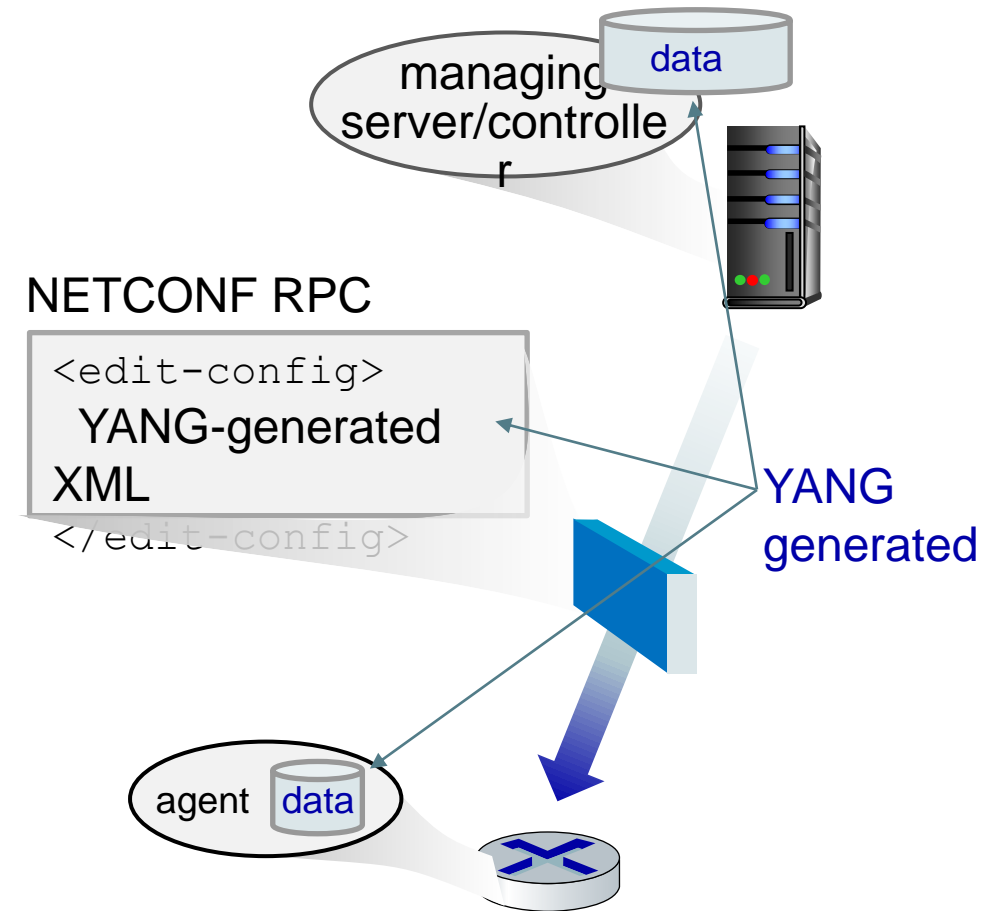 data
managing
server/controlle
r
NETCONF RPC
<edit-config>
YANG-generated
XML
</edit-config>
YANG
generated
agent data